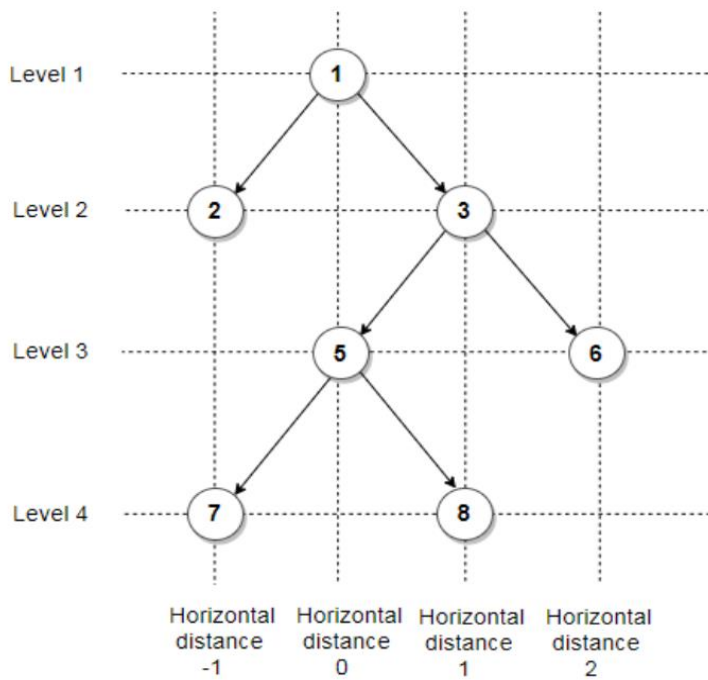 Level 1
1
Level 2
2
3
Level 3
5
6
Level 4
7
8
Horizontal
distance
-1
Horizontal
distance
0
Horizontal
distance
1
Horizontal
distance
2